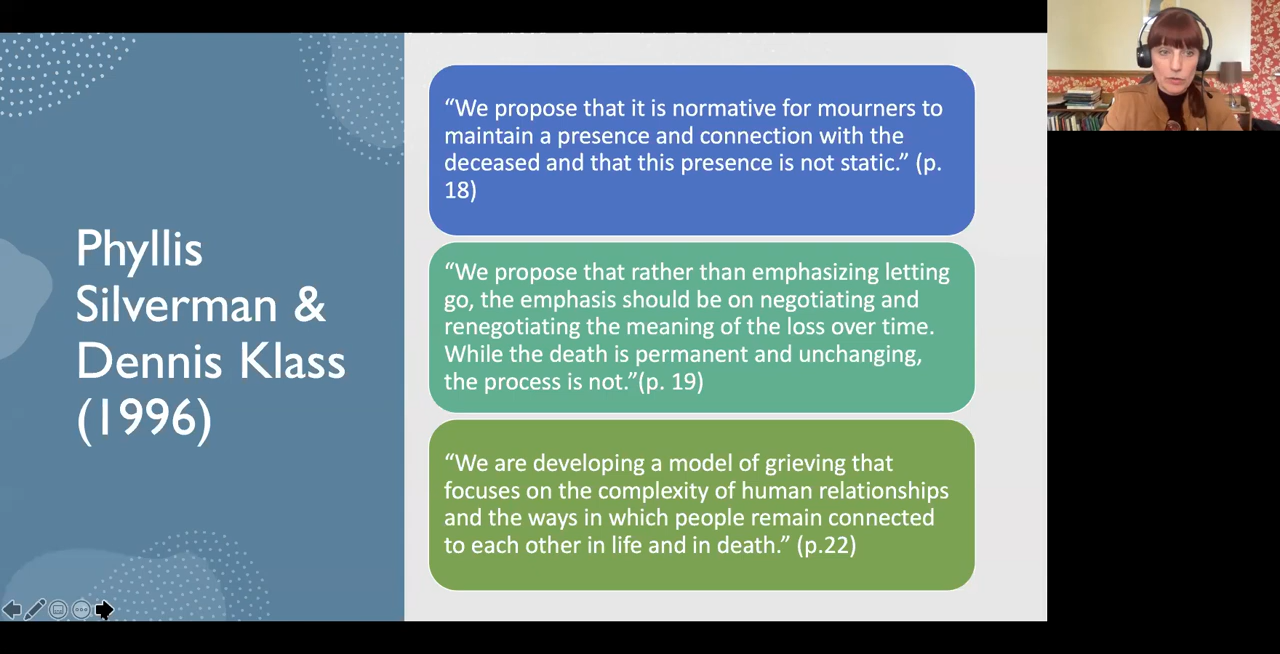 Phyllis
Silverman &
Dennis Klass
(1996)
“We propose that it is normative for mourners to
maintain a presence and connection with the
deceased and that this presence is not static.” (p.
18)
“We propose that rather than emphasizing letting
go, the emphasis should be on negotiating and
renegotiating the meaning of the loss over time.
While the death is permanent and unchanging,
the process is not.”(p. 19)
“We are developing a model of grieving that
focuses on the complexity of human relationships
and the ways in which people remain connected
to each other in life and in death.” (p.22)